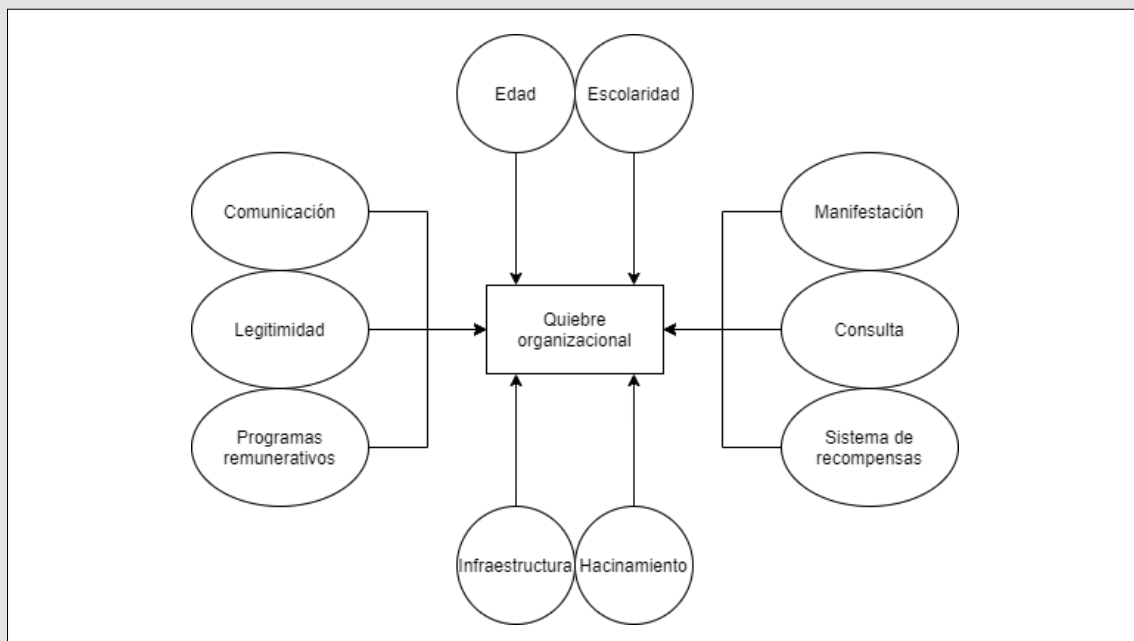 Edad
Escolaridad
Comunicación
Manifestación
Legitimidad
Quiebre
organizacional
Consulta
Programas
remunerativos
Sistema de
recompensas
Infraestructura
Hacinamiento